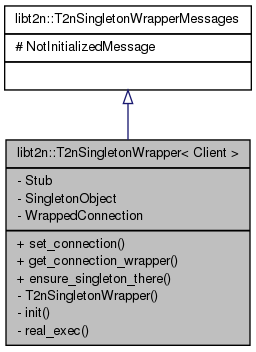 libt2n::T2nSingletonWrapperMessages
# NotInitializedMessage
libt2n::T2nSingletonWrapper< Client >
- Stub
- SingletonObject
- WrappedConnection
+ set_connection()
+ get_connection_wrapper()
+ ensure_singleton_there()
- T2nSingletonWrapper()
- init()
- real_exec()